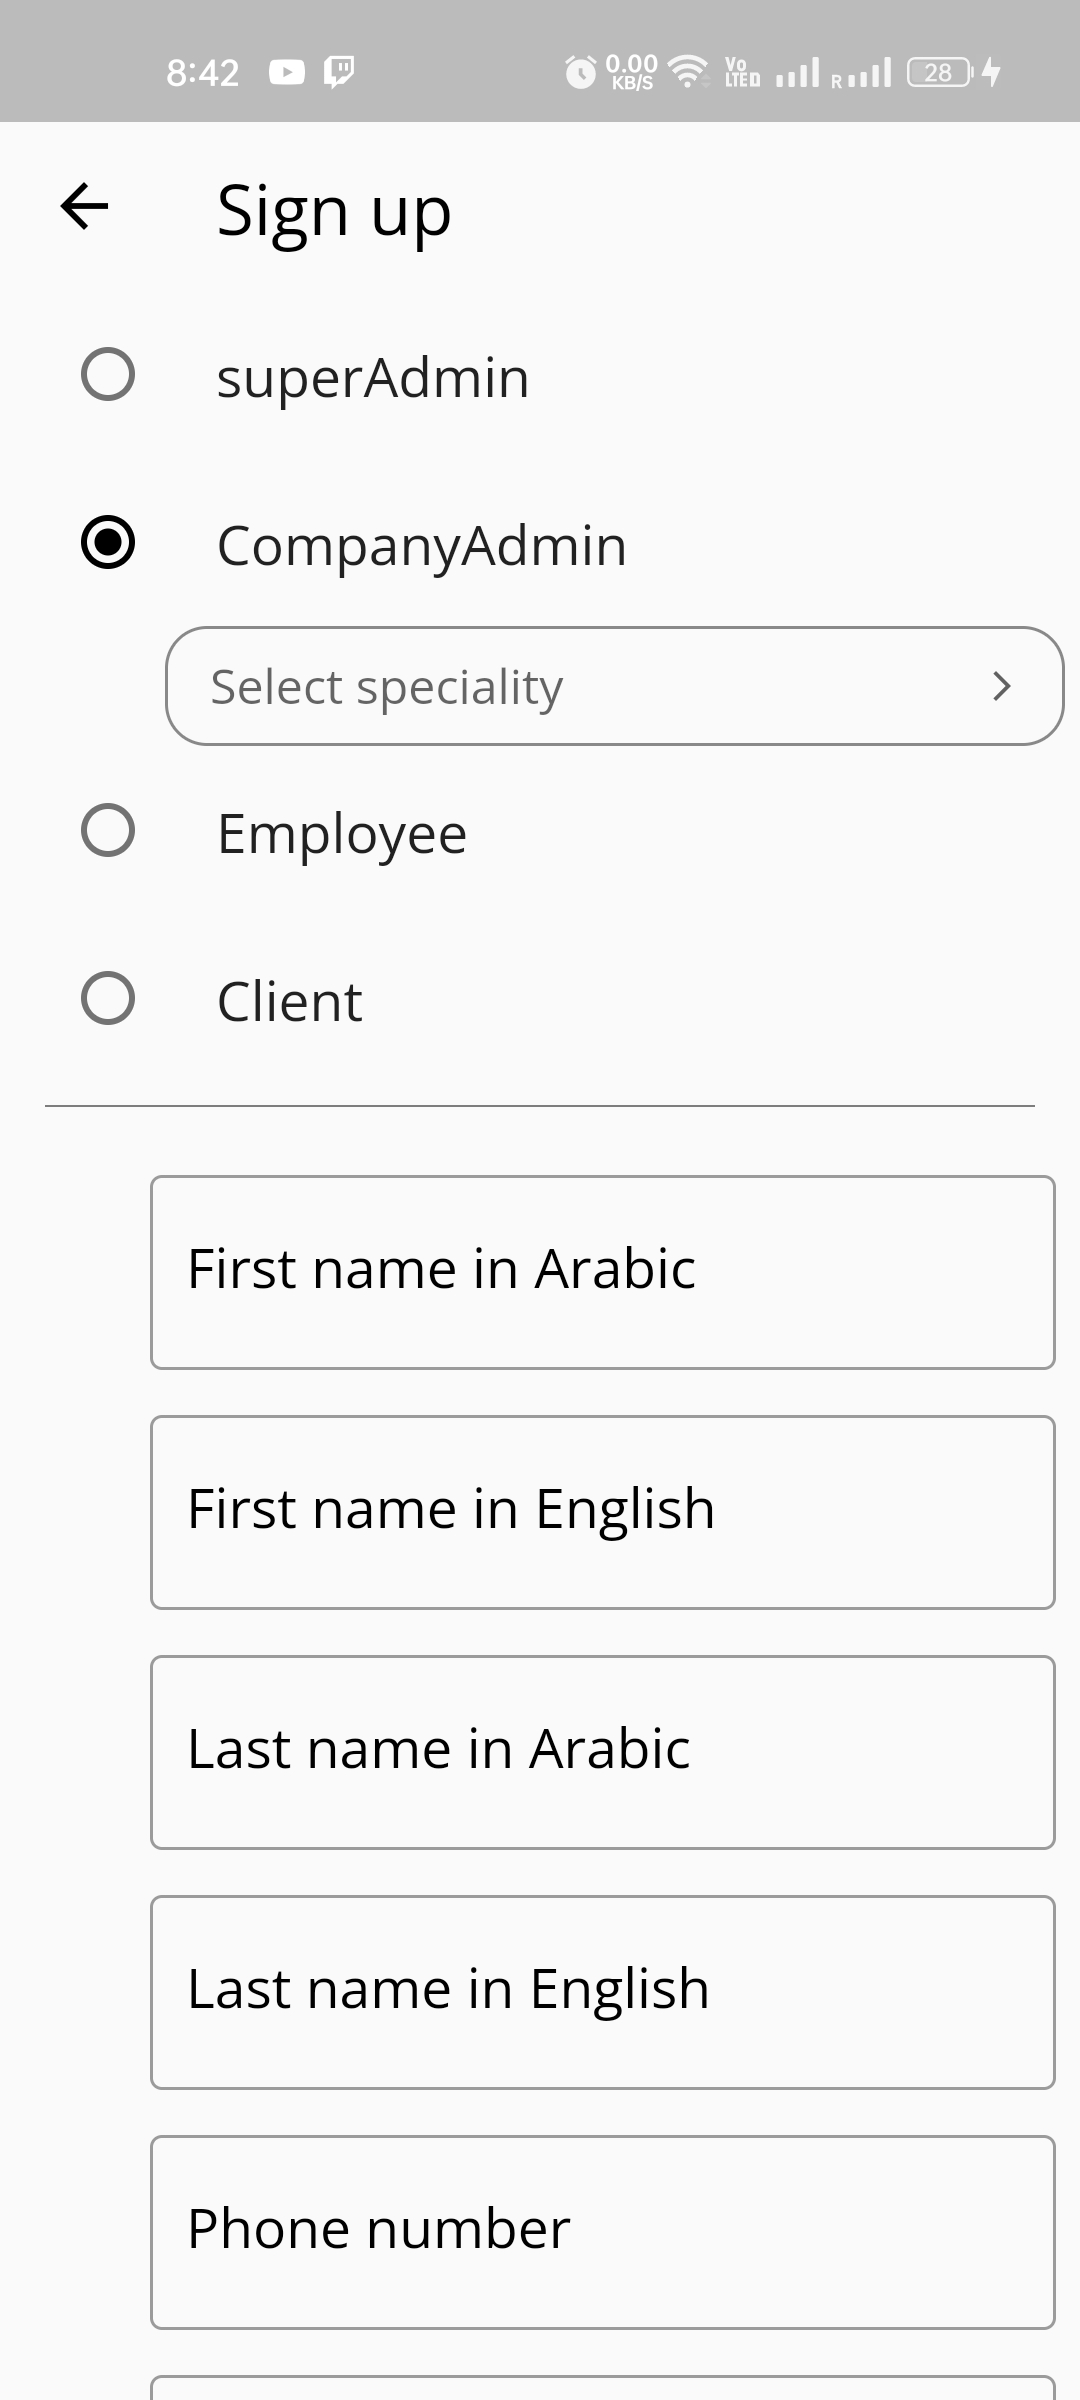 8:42 0.00 KB/S Vo LTED R 28
Sign up
superAdmin
CompanyAdmin
Select speciality
Employee
Client
First name in Arabic
First name in English
Last name in Arabic
Last name in English
Phone number